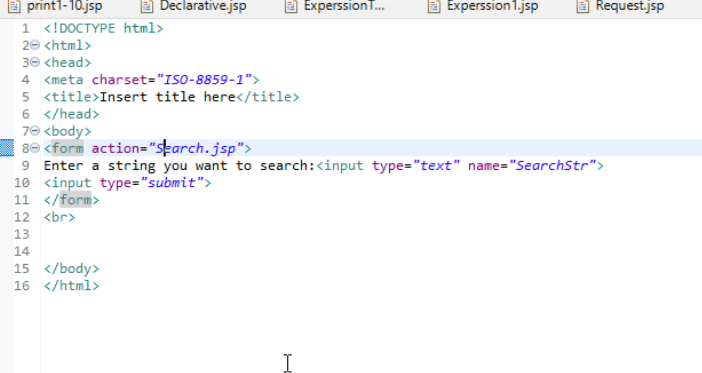 print1-10.jsp Declarative.jsp ExperssionT... Experssion1.jsp Request.jsp
1 <!DOCTYPE html>
2 <html>
3 <head>
4 <meta charset="ISO-8859-1">
5 <title>Insert title here</title>
6 </head>
7 <body>
8 <form action="Search.jsp">
9 Enter a string you want to search:<input type="text" name="SearchStr">
10 <input type="submit">
11 </form>
12 <br>
13
14
15 </body>
16 </html>